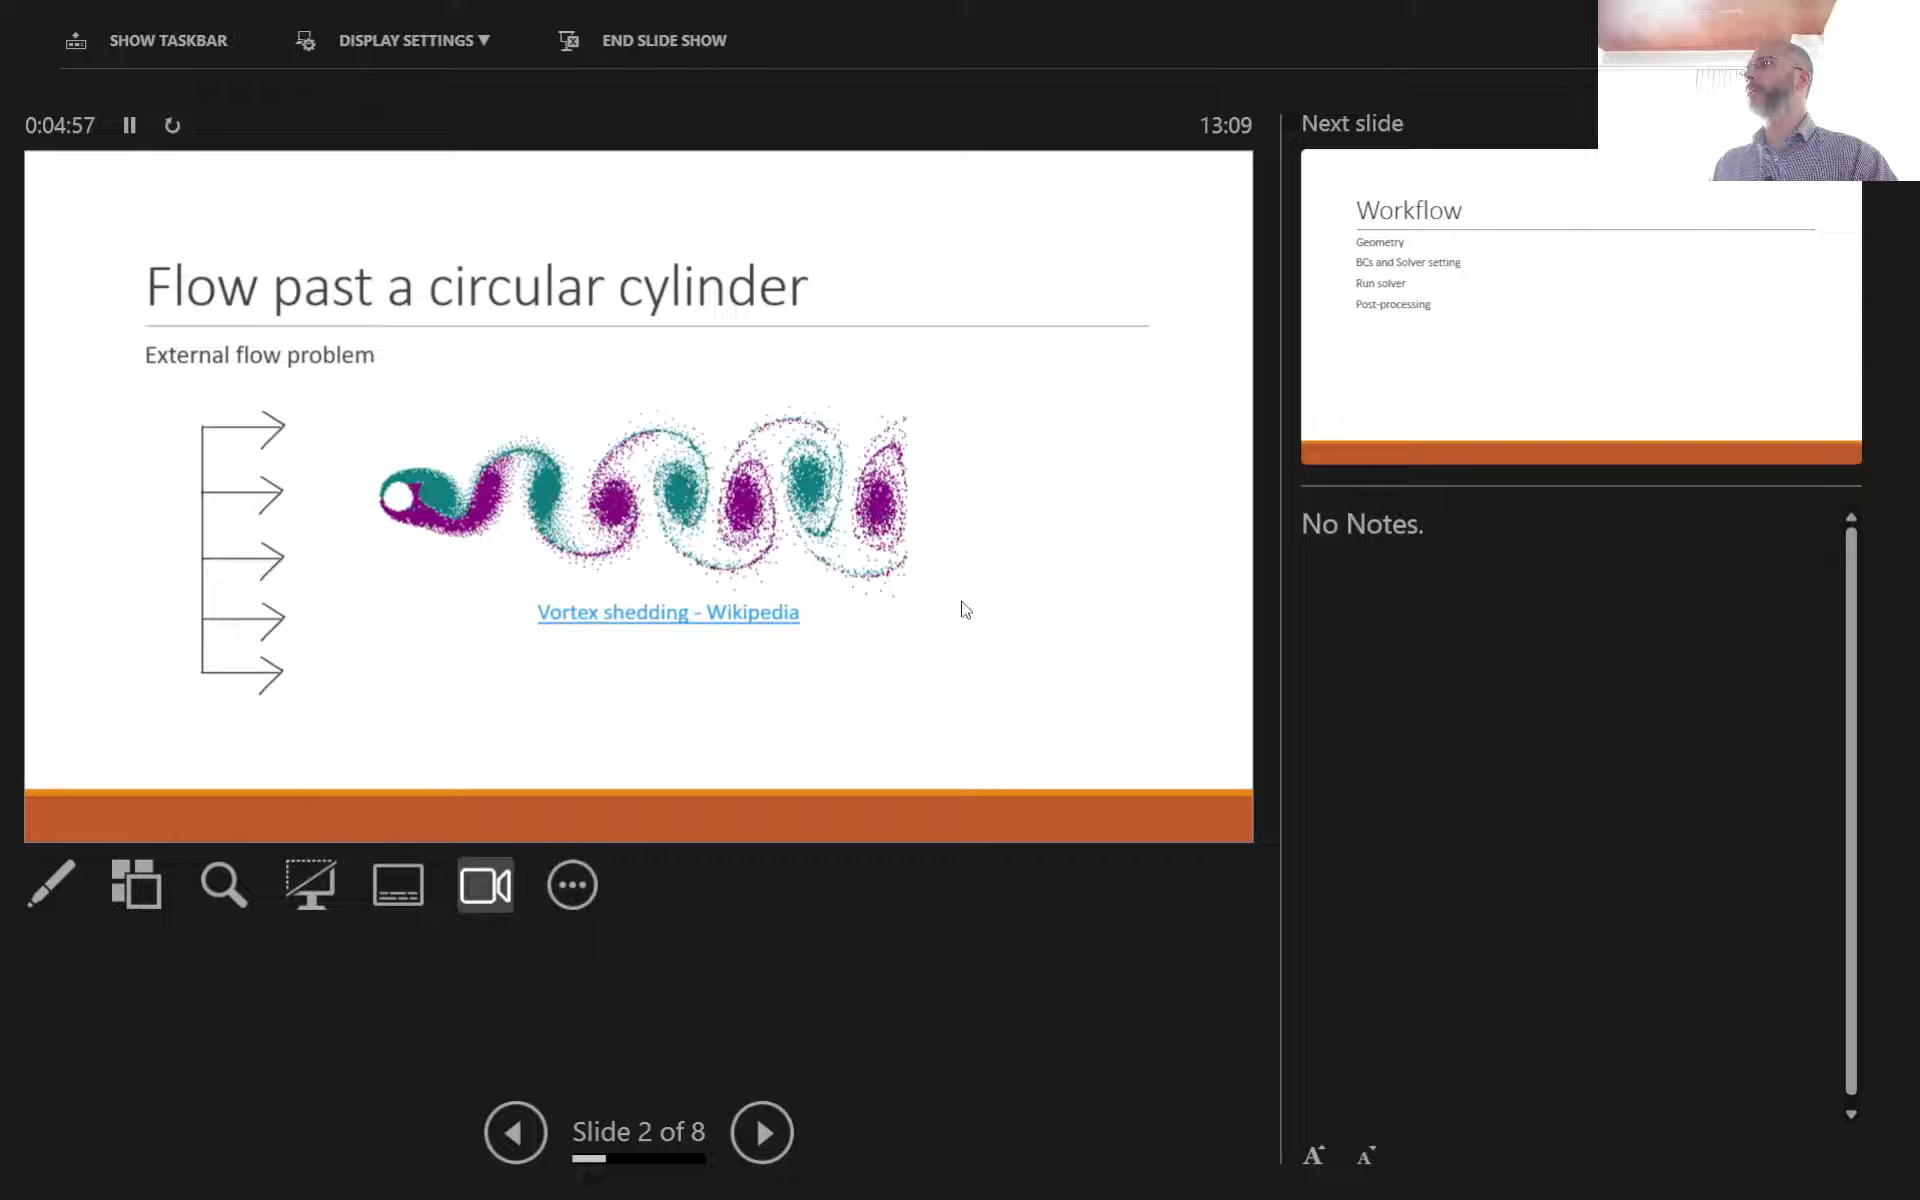 SHOW TASKBAR
DISPLAY SETTINGS ▼
END SLIDE SHOW
0:04:57
13:09
Next slide
Flow past a circular cylinder
External flow problem
Vortex shedding - Wikipedia
Workflow
Geometry
BCs and Solver setting
Run solver
Post-processing
No Notes.
Slide 2 of 8
A A